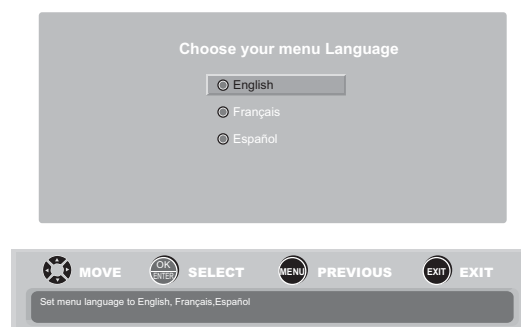 Choose your menu Language
English
Français
Español
MOVE OK ENTER SELECT MENU PREVIOUS EXIT EXIT
Set menu language to English, Français,Español